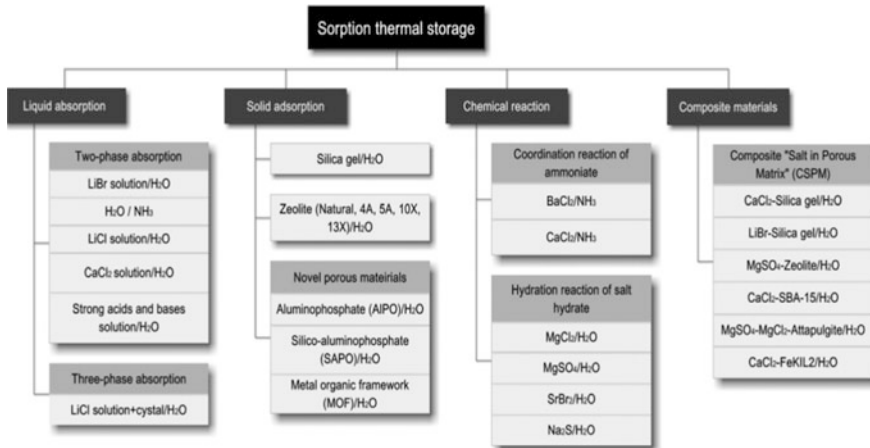 Sorption thermal storage
Liquid absorption
Two-phase absorption
LiBr solution/H₂O
H₂O / NH₃
LiCl solution/H₂O
CaCl₂ solution/H₂O
Strong acids and bases
solution/H₂O
Three-phase absorption
LiCl solution+cystal/H₂O
Solid adsorption
Silica gel/H₂O
Zeolite (Natural, 4A, 5A, 10X,
13X)/H₂O
Novel porous mateirials
Aluminophosphate (AlPO)/H₂O
Silico-aluminophosphate
(SAPO)/H₂O
Metal organic framework
(MOF)/H₂O
Chemical reaction
Coordination reaction of
ammoniate
BaCl₂/NH₃
CaCl₂/NH₃
Hydration reaction of salt
hydrate
MgCl₂/H₂O
MgSO₄/H₂O
SrBr₂/H₂O
Na₂S/H₂O
Composite materials
Composite "Salt in Porous
Matrix" (CSPM)
CaCl₂-Silica gel/H₂O
LiBr-Silica gel/H₂O
MgSO₄-Zeolite/H₂O
CaCl₂-SBA-15/H₂O
MgSO₄-MgCl₂-Attapulgite/H₂O
CaCl₂-FeKIL2/H₂O